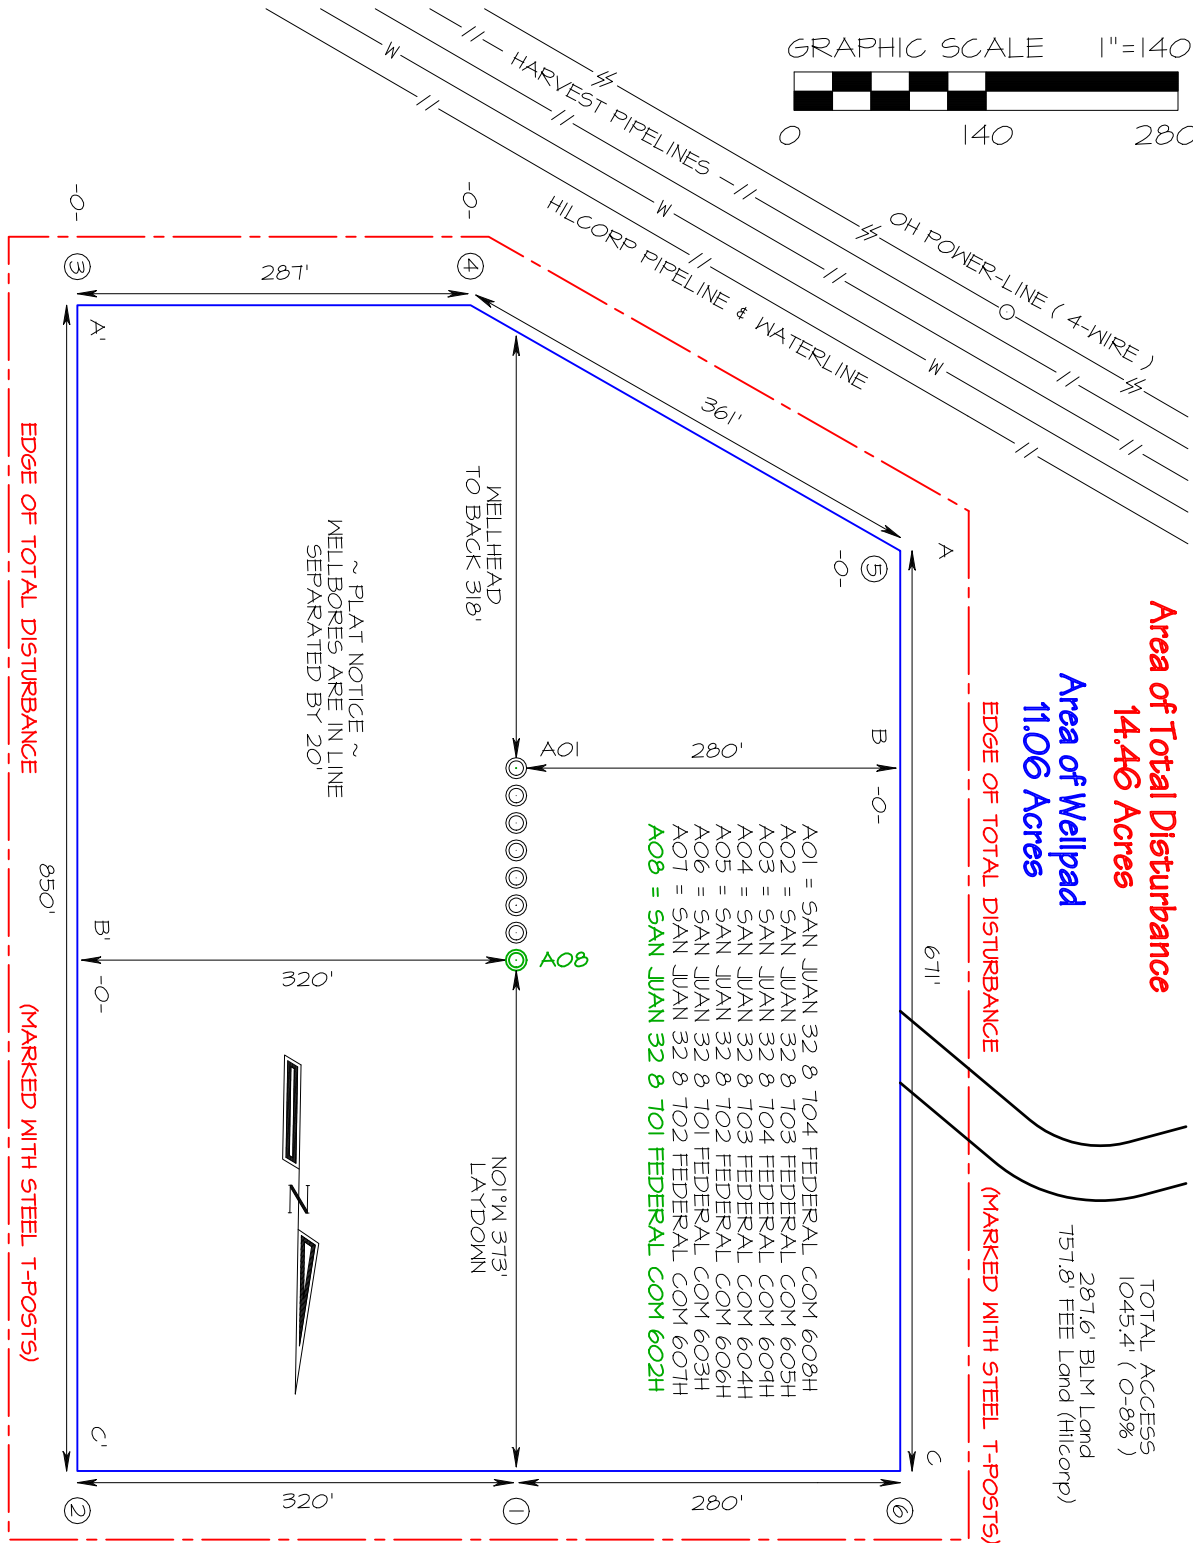 GRAPHIC SCALE 1"=140
0 140 280
HARVEST PIPELINES
W
W
W
OH POWER-LINE ( 4-WIRE )
HILCORP PIPELINE & WATERLINE
-0-
-0-
3
287'
4
A'
361'
A
5
-0-
WELLHEAD
TO BACK 318'
~ PLAT NOTICE ~
WELLBORES ARE IN LINE
SEPARATED BY 20'
EDGE OF TOTAL DISTURBANCE
Area of Total Disturbance
14.46 Acres
Area of Wellpad
11.06 Acres
EDGE OF TOTAL DISTURBANCE
A01
280'
B
-0-
A01 = SAN JUAN 32 8 704 FEDERAL COM 608H
A02 = SAN JUAN 32 8 703 FEDERAL COM 605H
A03 = SAN JUAN 32 8 704 FEDERAL COM 609H
A04 = SAN JUAN 32 8 703 FEDERAL COM 604H
A05 = SAN JUAN 32 8 702 FEDERAL COM 606H
A06 = SAN JUAN 32 8 701 FEDERAL COM 603H
A07 = SAN JUAN 32 8 702 FEDERAL COM 607H
A08 = SAN JUAN 32 8 701 FEDERAL COM 602H
850'
B'
-0-
320'
A08
671'
N01°W 373'
LAYDOWN
N
(MARKED WITH STEEL T-POSTS)
(MARKED WITH STEEL T-POSTS)
TOTAL ACCESS
1045.4' ( 0-8% )
287.6' BLM Land
757.8' FEE Land (Hilcorp)
C'
C
2
320'
1
280'
6